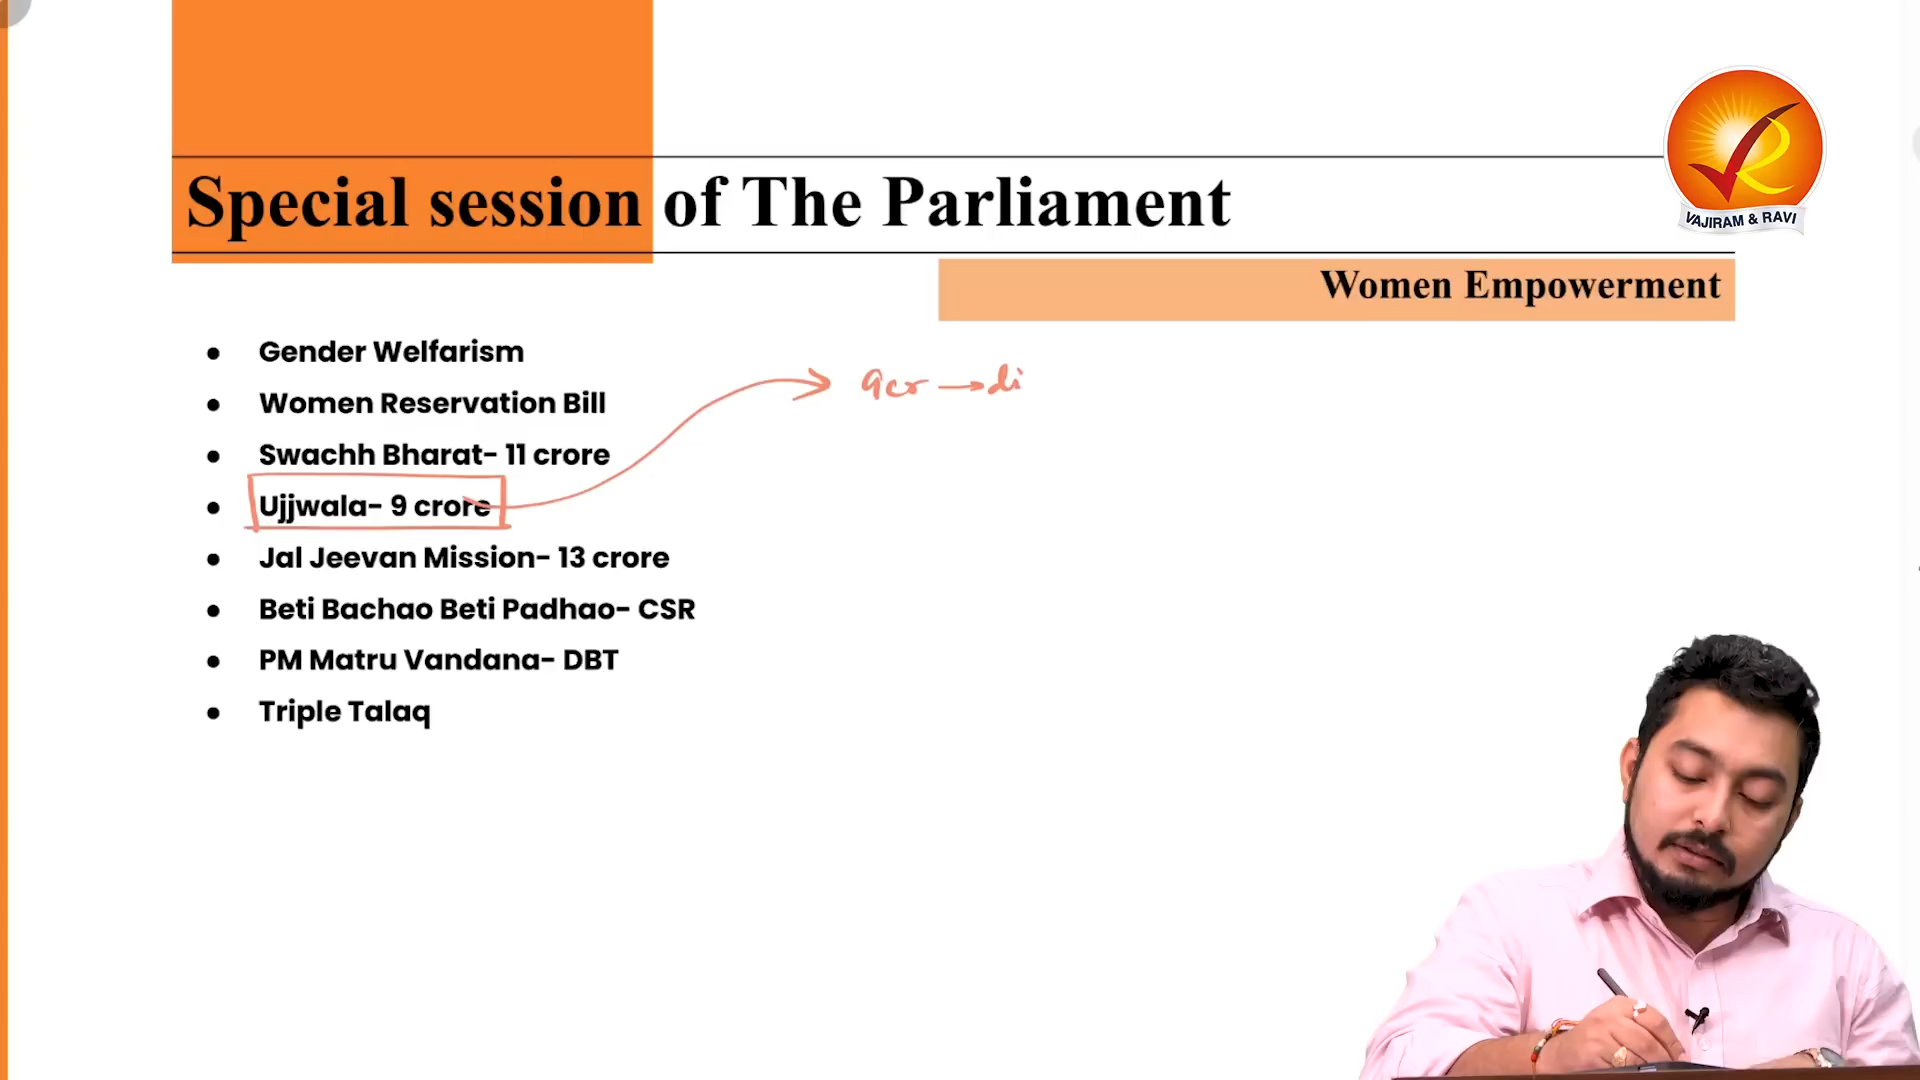 Special session of The Parliament
VAJIRAM & RAVI
Women Empowerment
● Gender Welfarism
● Women Reservation Bill
● Swachh Bharat- 11 crore
● Ujjwala- 9 crore
● Jal Jeevan Mission- 13 crore
● Beti Bachao Beti Padhao- CSR
● PM Matru Vandana- DBT
● Triple Talaq
9cr → di